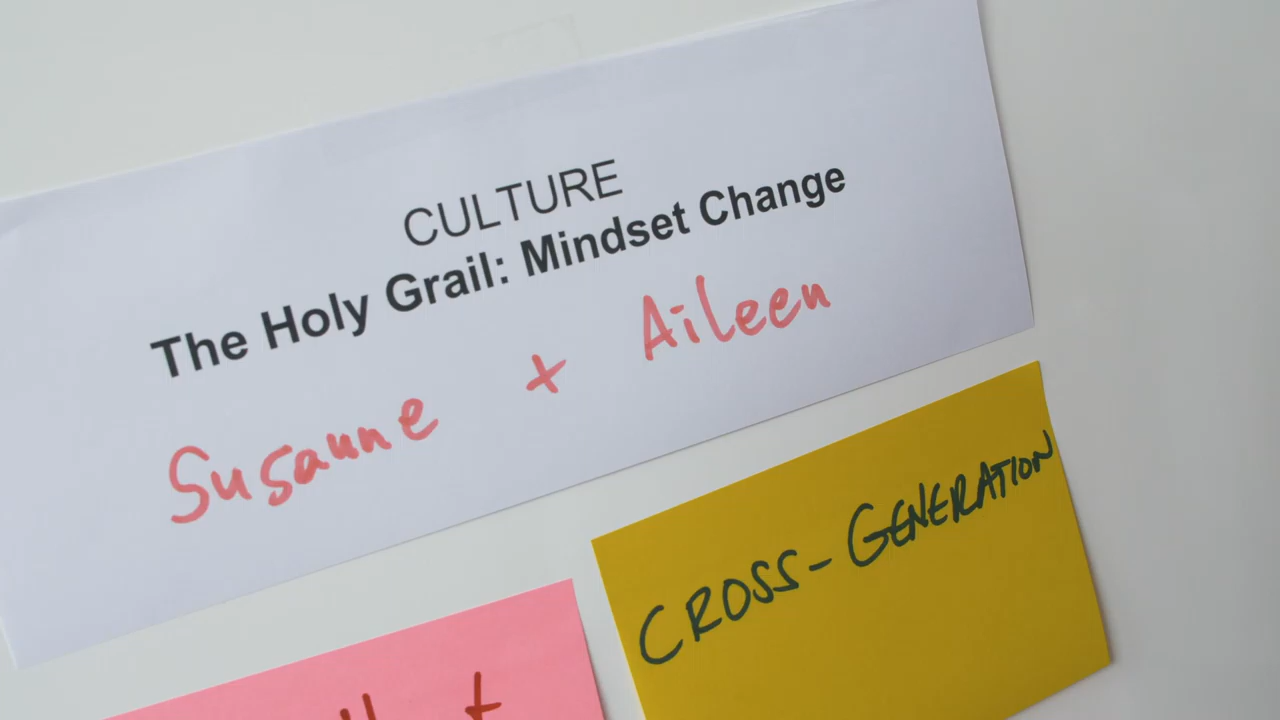 CULTURE
The Holy Grail: Mindset Change
Susanne + Aileen
CROSS-GENERATION